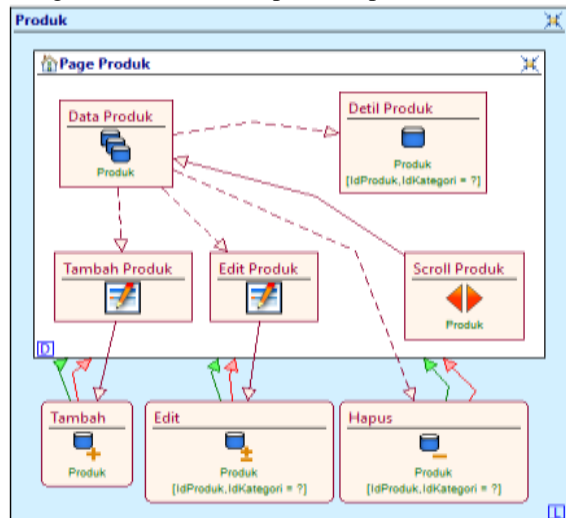 Produk
Page Produk
Data Produk
Produk
Detil Produk
Produk
[IdProduk,IdKategori = ?]
Tambah Produk
Edit Produk
Scroll Produk
Produk
D
Tambah
Produk
Edit
Produk
[IdProduk,IdKategori = ?]
Hapus
Produk
[IdProduk,IdKategori = ?]
L